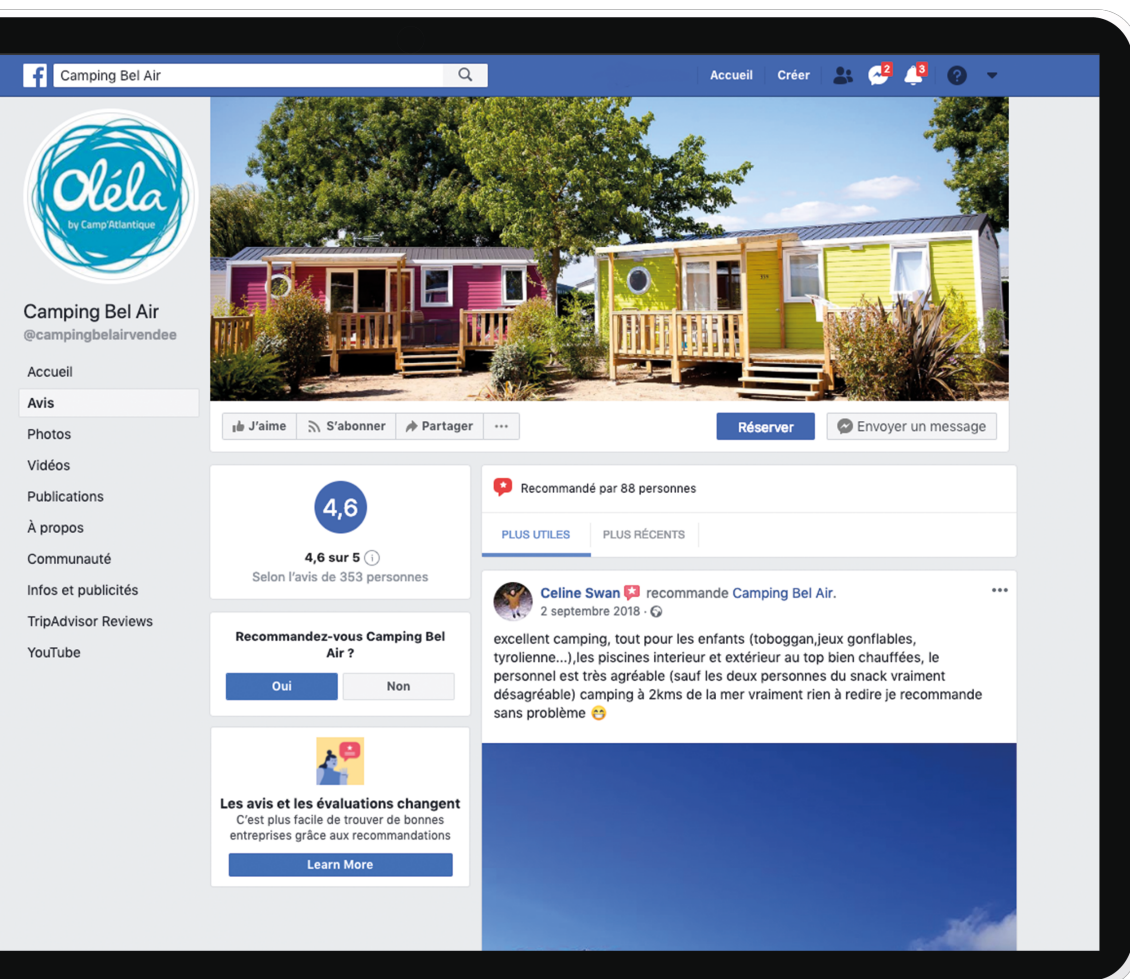 f
Camping Bel Air
Accueil
Créer
2
3
?
Oléla
by Camp'Atlantique
Camping Bel Air
@campingbelairvendee
Accueil
Avis
Photos
Vidéos
Publications
À propos
Communauté
Infos et publicités
TripAdvisor Reviews
YouTube
J'aime
S'abonner
Partager
...
Réserver
Envoyer un message
4,6
4,6 sur 5
Selon l'avis de 353 personnes
Recommandez-vous Camping Bel
Air ?
Oui
Non
Les avis et les évaluations changent
C'est plus facile de trouver de bonnes
entreprises grâce aux recommandations
Learn More
Recommandé par 88 personnes
PLUS UTILES
PLUS RÉCENTS
Celine Swan recommande Camping Bel Air.
2 septembre 2018 ·
excellent camping, tout pour les enfants (toboggan,jeux gonflables,
tyrolienne...),les piscines interieur et extérieur au top bien chauffées, le
personnel est très agréable (sauf les deux personnes du snack vraiment
désagréable) camping à 2kms de la mer vraiment rien à redire je recommande
sans problème 😁